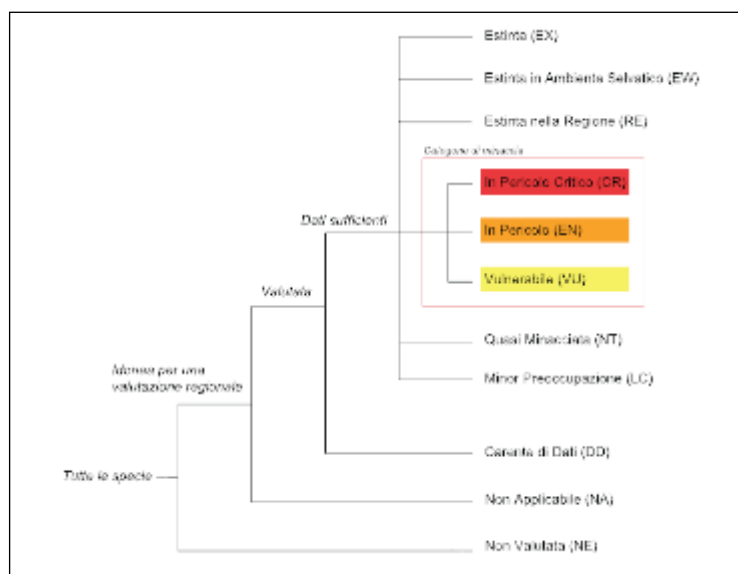 Estinta (EX)
Estinta in Ambiente Selvatico (EW)
Estinta nella Regione (RE)
Categorie di minaccia
In Pericolo Critico (CR)
In Pericolo (EN)
Dati sufficienti
Vulnerabile (VU)
Valutata
Quasi Minacciata (NT)
Idonea per una
valutazione regionale
Minor Preoccupazione (LC)
Carente di Dati (DD)
Tutte le specie
Non Applicabile (NA)
Non Valutata (NE)